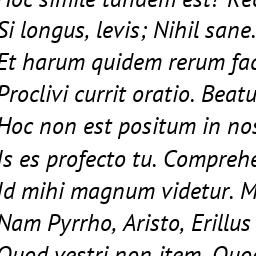 Hoc simile tandem est? Rec
Si longus, levis; Nihil sane.
Et harum quidem rerum fac
Proclivi currit oratio. Beatu
Hoc non est positum in nos
Is es profecto tu. Comprehe
Id mihi magnum videtur. M
Nam Pyrrho, Aristo, Erillus
Quod vestri non item. Quo